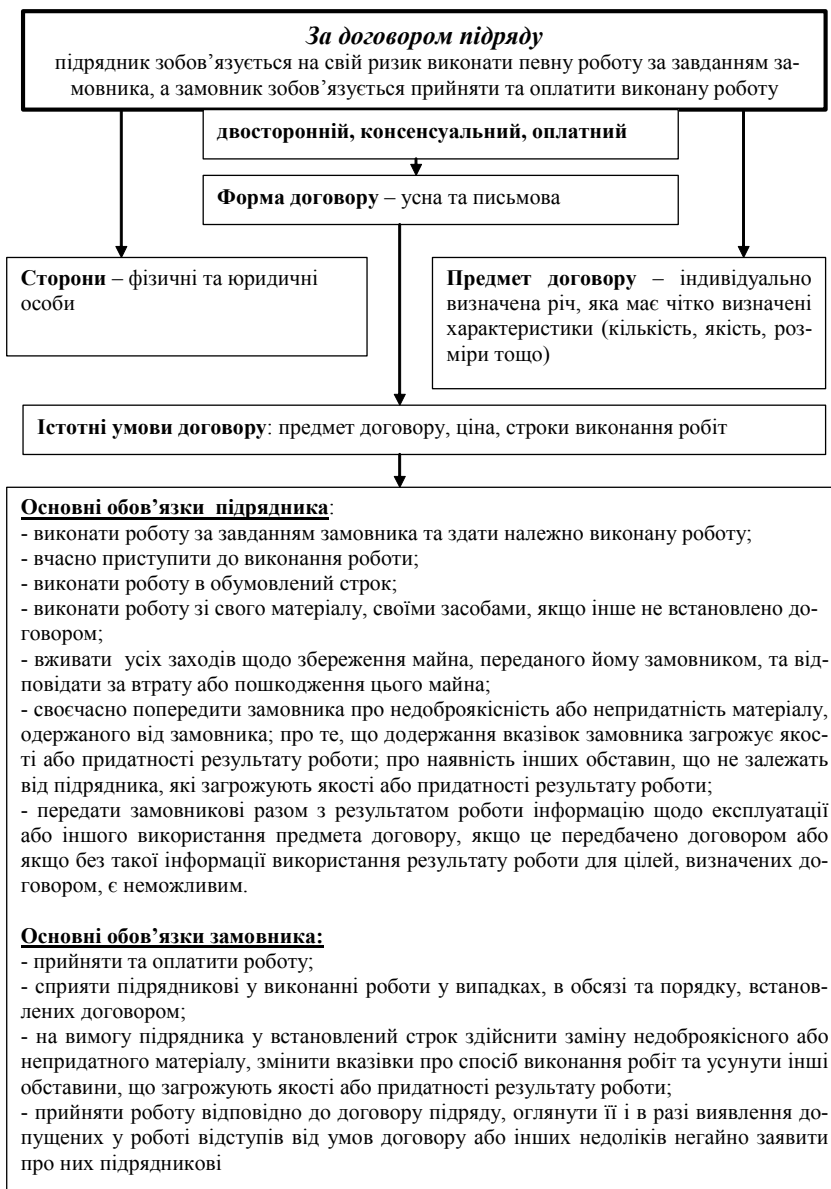 За договором підряду
підрядник зобов’язується на свій ризик виконати певну роботу за завданням за-
мовника, а замовник зобов’язується прийняти та оплатити виконану роботу
двосторонній, консенсуальний, оплатний
Форма договору – усна та письмова
Сторони – фізичні та юридичні
особи
Предмет договору – індивідуально
визначена річ, яка має чітко визначені
характеристики (кількість, якість, роз-
міри тощо)
Істотні умови договору: предмет договору, ціна, строки виконання робіт
Основні обов’язки підрядника:
- виконати роботу за завданням замовника та здати належно виконану роботу;
- вчасно приступити до виконання роботи;
- виконати роботу в обумовлений строк;
- виконати роботу зі свого матеріалу, своїми засобами, якщо інше не встановлено до-
говором;
- вживати усіх заходів щодо збереження майна, переданого йому замовником, та від-
повідати за втрату або пошкодження цього майна;
- своєчасно попередити замовника про недоброякісність або непридатність матеріалу,
одержаного від замовника; про те, що додержання вказівок замовника загрожує якос-
ті або придатності результату роботи; про наявність інших обставин, що не залежать
від підрядника, які загрожують якості або придатності результату роботи;
- передати замовникові разом з результатом роботи інформацію щодо експлуатації
або іншого використання предмета договору, якщо це передбачено договором або
якщо без такої інформації використання результату роботи для цілей, визначених до-
говором, є неможливим.
Основні обов’язки замовника:
- прийняти та оплатити роботу;
- сприяти підрядникові у виконанні роботи у випадках, в обсязі та порядку, встанов-
лених договором;
- на вимогу підрядника у встановлений строк здійснити заміну недоброякісного або
непридатного матеріалу, змінити вказівки про спосіб виконання робіт та усунути інші
обставини, що загрожують якості або придатності результату роботи;
- прийняти роботу відповідно до договору підряду, оглянути її і в разі виявлення до-
пущених у роботі відступів від умов договору або інших недоліків негайно заявити
про них підрядникові